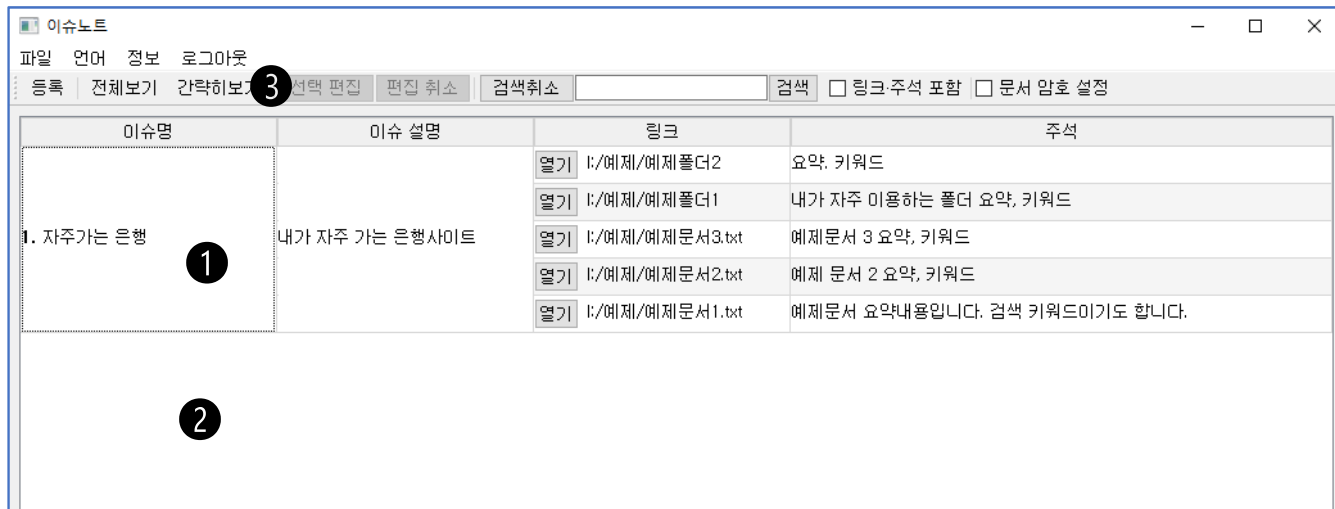 이슈노트
파일 언어 정보 로그아웃
등록 전체보기 간략히보기 3 선택 편집 편집 취소 검색취소 검색 링크·주석 포함 문서 암호 설정
이슈명 이슈 설명 링크 주석
1. 자주가는 은행 내가 자주 가는 은행사이트
열기 I:/예제/예제폴더2 요약. 키워드
열기 I:/예제/예제폴더1 내가 자주 이용하는 폴더 요약, 키워드
열기 I:/예제/예제문서3.txt 예제문서 3 요약, 키워드
열기 I:/예제/예제문서2.txt 예제 문서 2 요약, 키워드
열기 I:/예제/예제문서1.txt 예제문서 요약내용입니다. 검색 키워드이기도 합니다.
1
2